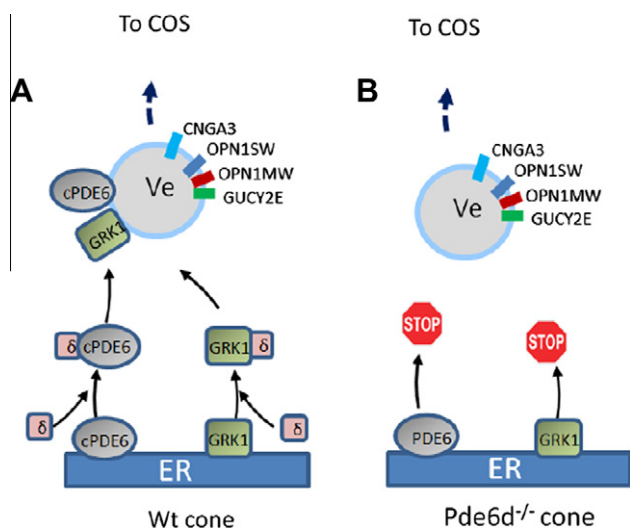 To COS
A
CNGA3
OPN1SW
OPN1MW
GUCY2E
Ve
cPDE6
GRK1
δ cPDE6
GRK1 δ
δ
δ
cPDE6
GRK1
ER
Wt cone
To COS
B
CNGA3
OPN1SW
OPN1MW
GUCY2E
Ve
STOP
STOP
PDE6
GRK1
ER
Pde6d-/- cone